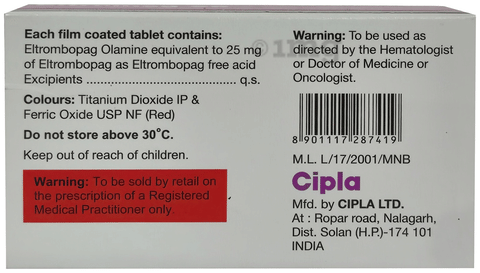 Each film coated tablet contains:
Eltrombopag Olamine equivalent to 25 mg
of Eltrombopag as Eltrombopag free acid
Excipients ........................................ q.s.
Colours: Titanium Dioxide IP &
Ferric Oxide USP NF (Red)
Do not store above 30°C.
Keep out of reach of children.
Warning: To be sold by retail on
the prescription of a Registered
Medical Practitioner only.
Warning: To be used as
directed by the Hematologist
or Doctor of Medicine or
Oncologist.
8 901117 287419
M.L. L/17/2001/MNB
Cipla
Mfd. by CIPLA LTD.
At : Ropar road, Nalagarh,
Dist. Solan (H.P.)-174 101
INDIA
1mg